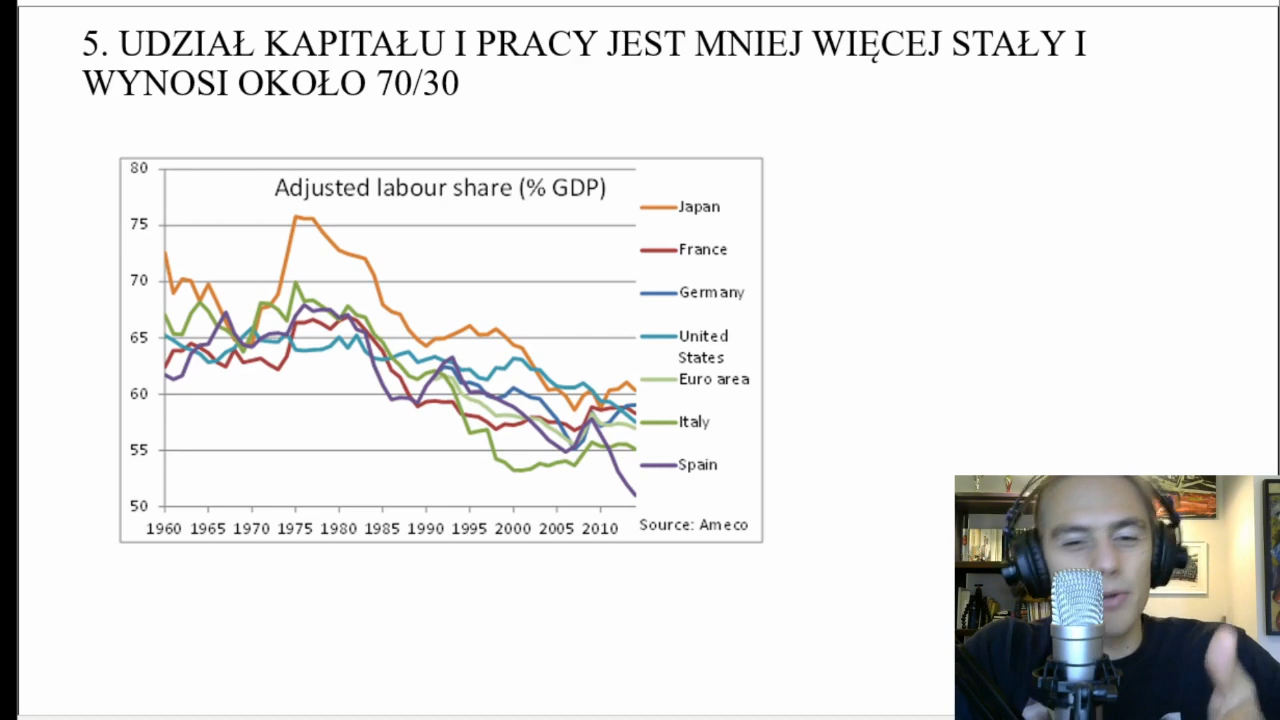 5. UDZIAŁ KAPITAŁU I PRACY JEST MNIEJ WIĘCEJ STAŁY I
WYNOSI OKOŁO 70/30
Adjusted labour share (% GDP)
80
75
70
65
60
55
50
1960 1965 1970 1975 1980 1985 1990 1995 2000 2005 2010
Japan
France
Germany
United
States
Euro area
Italy
Spain
Source: Ameco